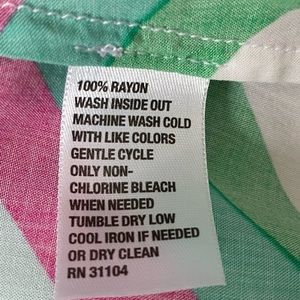 100% RAYON
WASH INSIDE OUT
MACHINE WASH COLD
WITH LIKE COLORS
GENTLE CYCLE
ONLY NON-
CHLORINE BLEACH
WHEN NEEDED
TUMBLE DRY LOW
COOL IRON IF NEEDED
OR DRY CLEAN
RN 31104